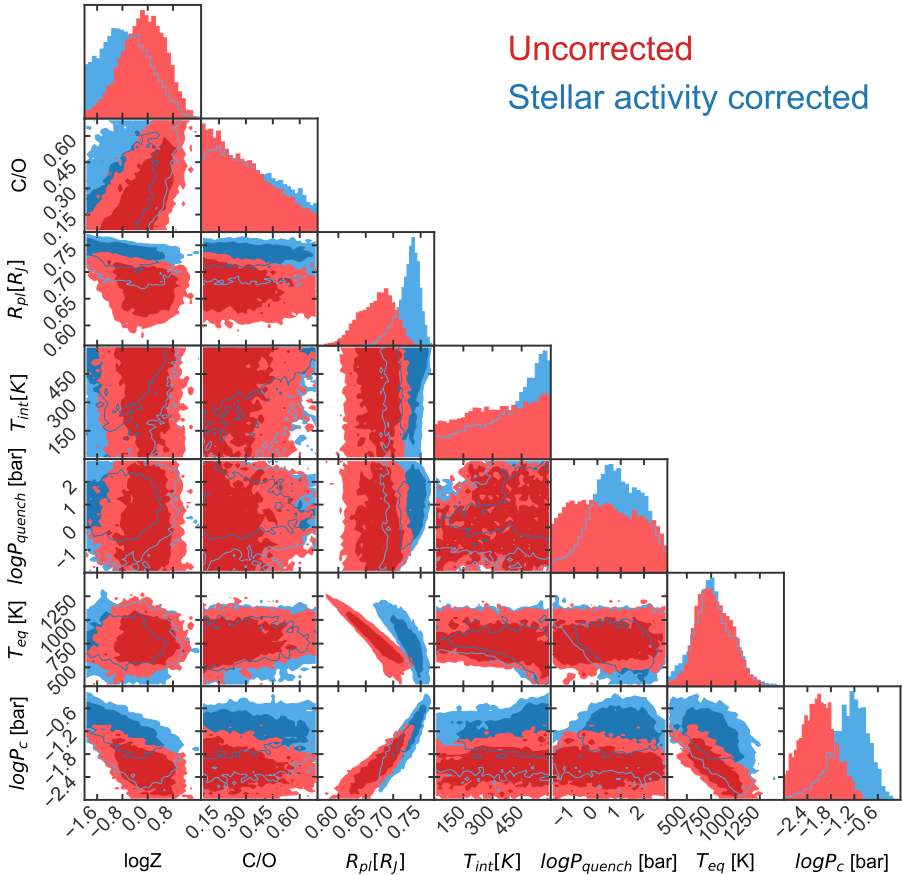 Uncorrected
Stellar activity corrected
C/O
0.60
0.45
0.30
0.15
R_pl[R_J]
0.75
0.70
0.65
0.60
T_int[K]
450
300
150
logP_quench [bar]
2
1
0
−1
T_eq [K]
1250
1000
750
500
logP_c [bar]
−0.6
−1.2
−1.8
−2.4
−1.6 −0.8 0.0 0.8 0.15 0.30 0.45 0.60 0.60 0.65 0.70 0.75 150 300 450 −1 0 1 2 500 750 1000 1250 −2.4 −1.8 −1.2 −0.6
logZ C/O R_pl[R_J] T_int[K] logP_quench [bar] T_eq [K] logP_c [bar]